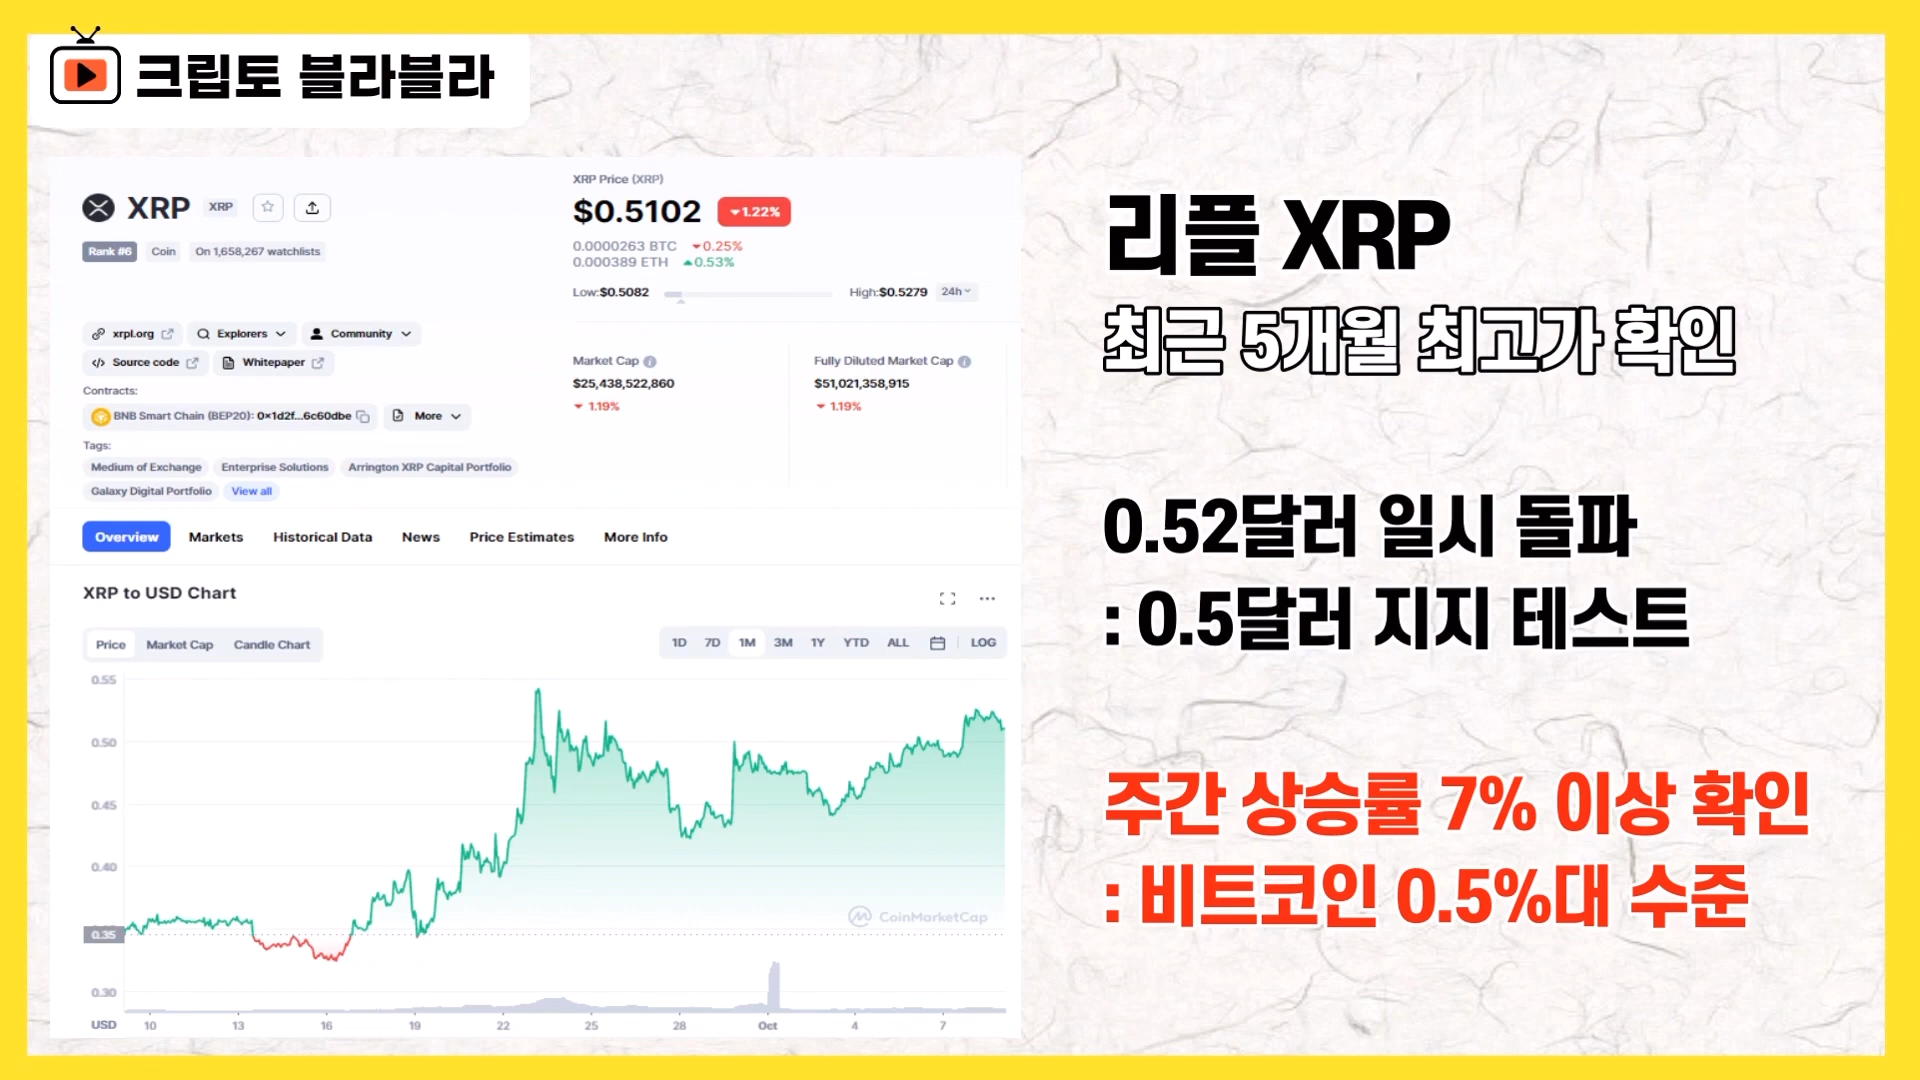 크립토 블라블라
XRP XRP
Rank #6 Coin On 1,658,267 watchlists
XRP Price (XRP)
$0.5102 1.22%
0.0000263 BTC 0.25%
0.000389 ETH 0.53%
Low:$0.5082 High:$0.5279 24h
xrpl.org Explorers Community
Source code Whitepaper
Contracts:
BNB Smart Chain (BEP20): 0x1d2f...6c60dbe More
Tags:
Medium of Exchange Enterprise Solutions Arrington XRP Capital Portfolio
Galaxy Digital Portfolio View all
Market Cap Fully Diluted Market Cap
$25,438,522,860 $51,021,358,915
1.19% 1.19%
Overview Markets Historical Data News Price Estimates More Info
XRP to USD Chart
Price Market Cap Candle Chart 1D 7D 1M 3M 1Y YTD ALL LOG
0.55
0.50
0.45
0.40
0.35
0.30
CoinMarketCap
USD 10 13 16 19 22 25 28 Oct 4 7
리플 XRP
최근 5개월 최고가 확인
0.52달러 일시 돌파
: 0.5달러 지지 테스트
주간 상승률 7% 이상 확인
: 비트코인 0.5%대 수준